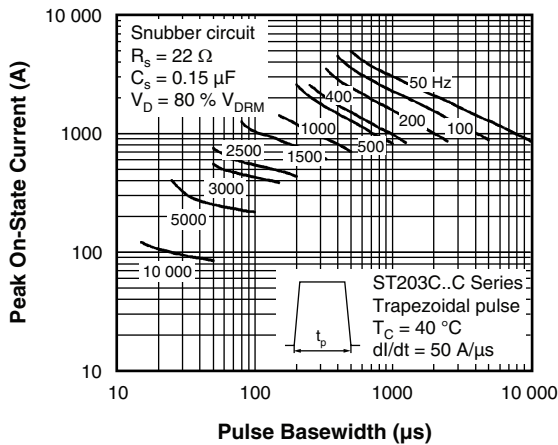 10 000
1000
100
10
Peak On-State Current (A)
Snubber circuit
Rs = 22 Ω
Cs = 0.15 µF
VD = 80 % VDRM
50 Hz
400
200
100
1000
500
2500
1500
3000
5000
10 000
tp
ST203C..C Series
Trapezoidal pulse
TC = 40 °C
dI/dt = 50 A/µs
10
100
1000
10 000
Pulse Basewidth (µs)